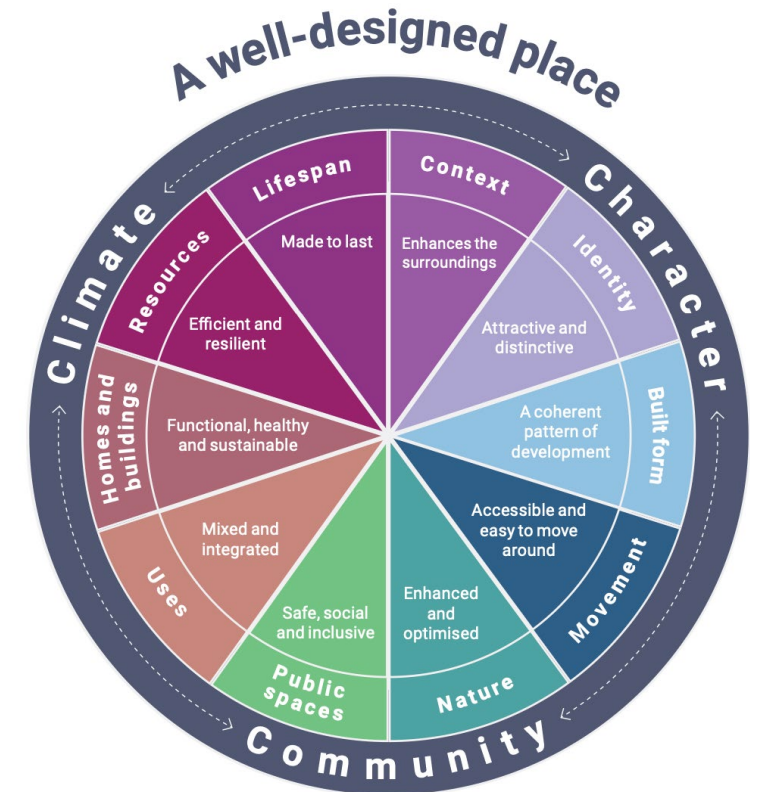 A well-designed place
Climate
Character
Community
Context
Enhances the
surroundings
Identity
Attractive and
distinctive
Built form
A coherent
pattern of
development
Movement
Accessible and
easy to move
around
Nature
Enhanced
and
optimised
Public
spaces
Safe, social
and inclusive
Uses
Mixed and
integrated
Homes and
buildings
Functional, healthy
and sustainable
Resources
Efficient and
resilient
Lifespan
Made to last